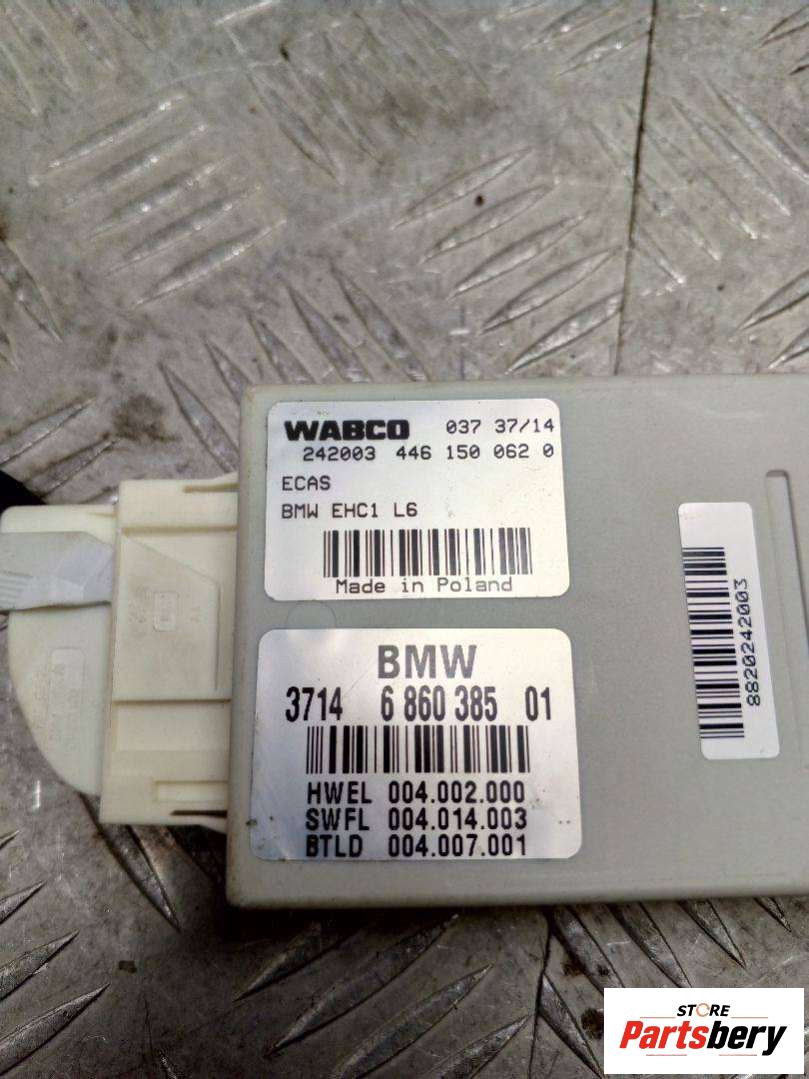 WABCO 037 37/14
242003 446 150 062 0
ECAS
BMW EHC1 L6
Made in Poland
BMW
3714 6 860 385 01
HWEL 004.002.000
SWFL 004.014.003
BTLD 004.007.001
8820242003
STORE
Partsbery